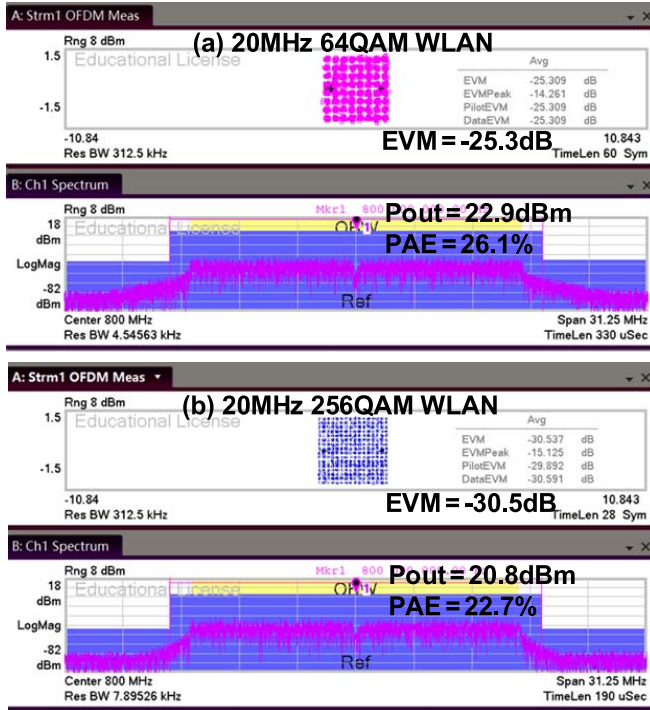 A: Strm1 OFDM Meas
Rng 8 dBm
(a) 20MHz 64QAM WLAN
1.5
Educational License
Avg
EVM -25.309 dB
EVMPeak -14.261 dB
PilotEVM -25.309 dB
DataEVM -25.309 dB
-1.5
EVM = -25.3dB
-10.84
10.843
Res BW 312.5 kHz
TimeLen 60 Sym
B: Ch1 Spectrum
Rng 8 dBm
Mkr1 800
Pout = 22.9dBm
18
dBm
Educational License
PAE = 26.1%
LogMag
-82
dBm
Ref
Center 800 MHz
Span 31.25 MHz
Res BW 4.54563 kHz
TimeLen 330 uSec
A: Strm1 OFDM Meas
Rng 8 dBm
(b) 20MHz 256QAM WLAN
1.5
Educational License
Avg
EVM -30.537 dB
EVMPeak -15.125 dB
PilotEVM -29.892 dB
DataEVM -30.591 dB
-1.5
EVM = -30.5dB
-10.84
10.843
Res BW 312.5 kHz
TimeLen 28 Sym
B: Ch1 Spectrum
Rng 8 dBm
Mkr1 800
Pout = 20.8dBm
18
dBm
Educational License
PAE = 22.7%
LogMag
-82
dBm
Ref
Center 800 MHz
Span 31.25 MHz
Res BW 7.89526 kHz
TimeLen 190 uSec